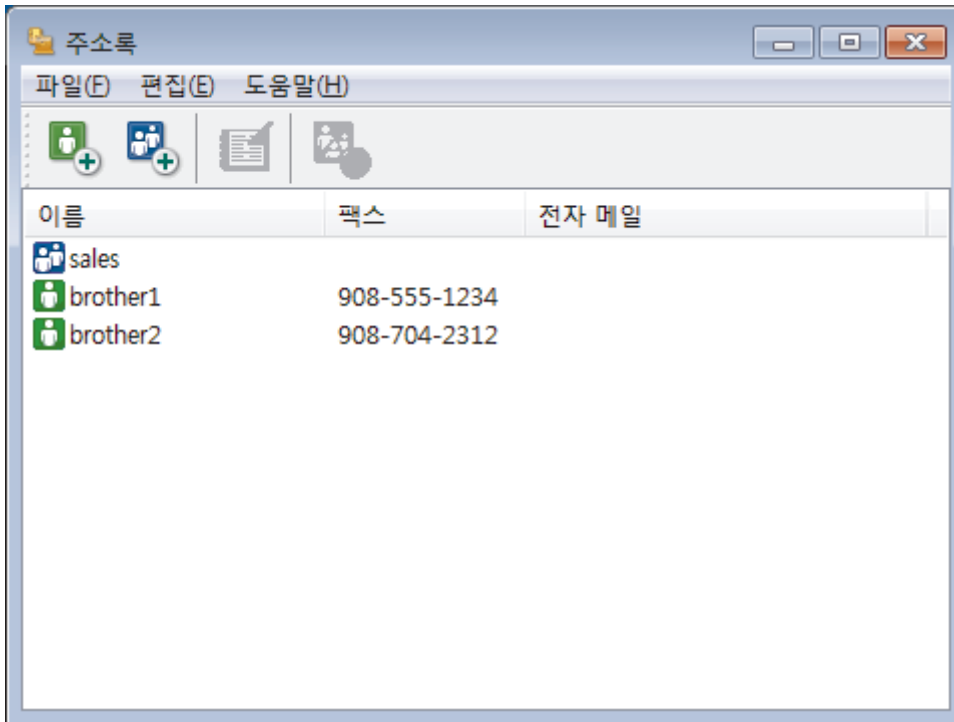 주소록
파일(F) 편집(E) 도움말(H)
이름 팩스 전자 메일
sales
brother1 908-555-1234
brother2 908-704-2312